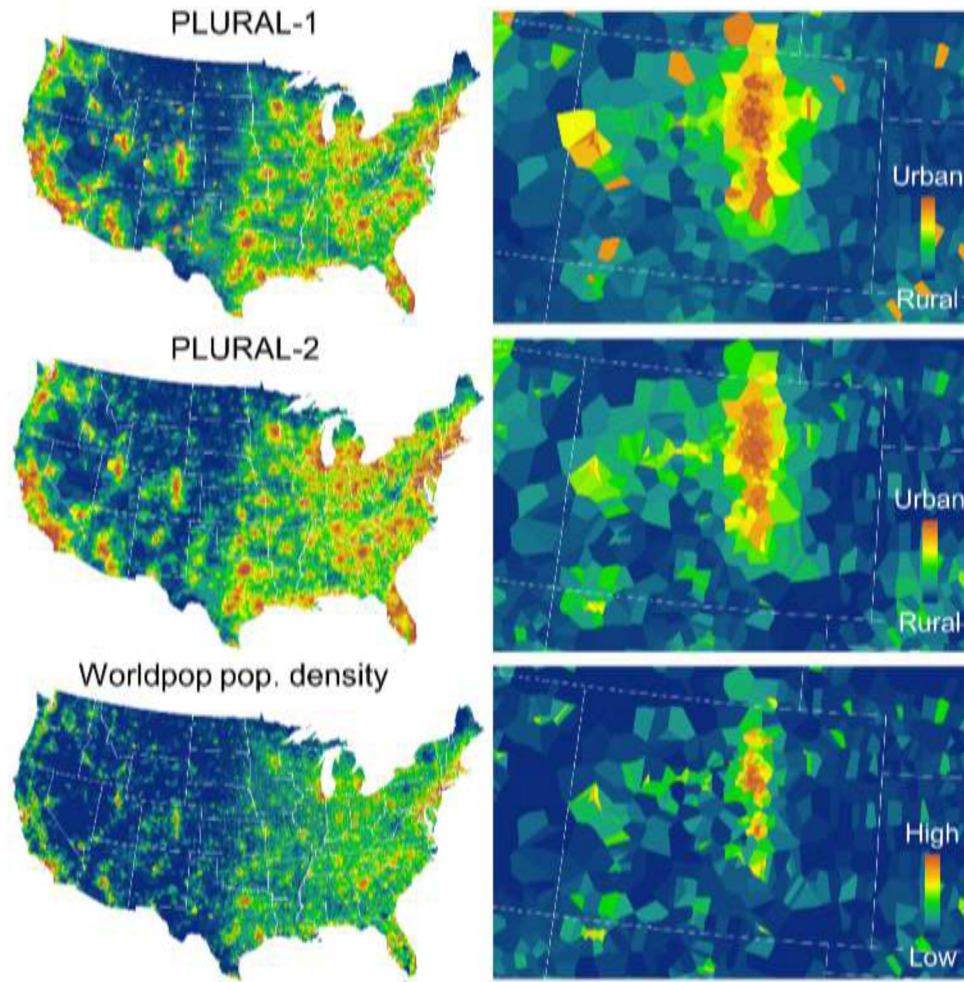 PLURAL-1
Urban
Rural
PLURAL-2
Urban
Rural
Worldpop pop. density
High
Low